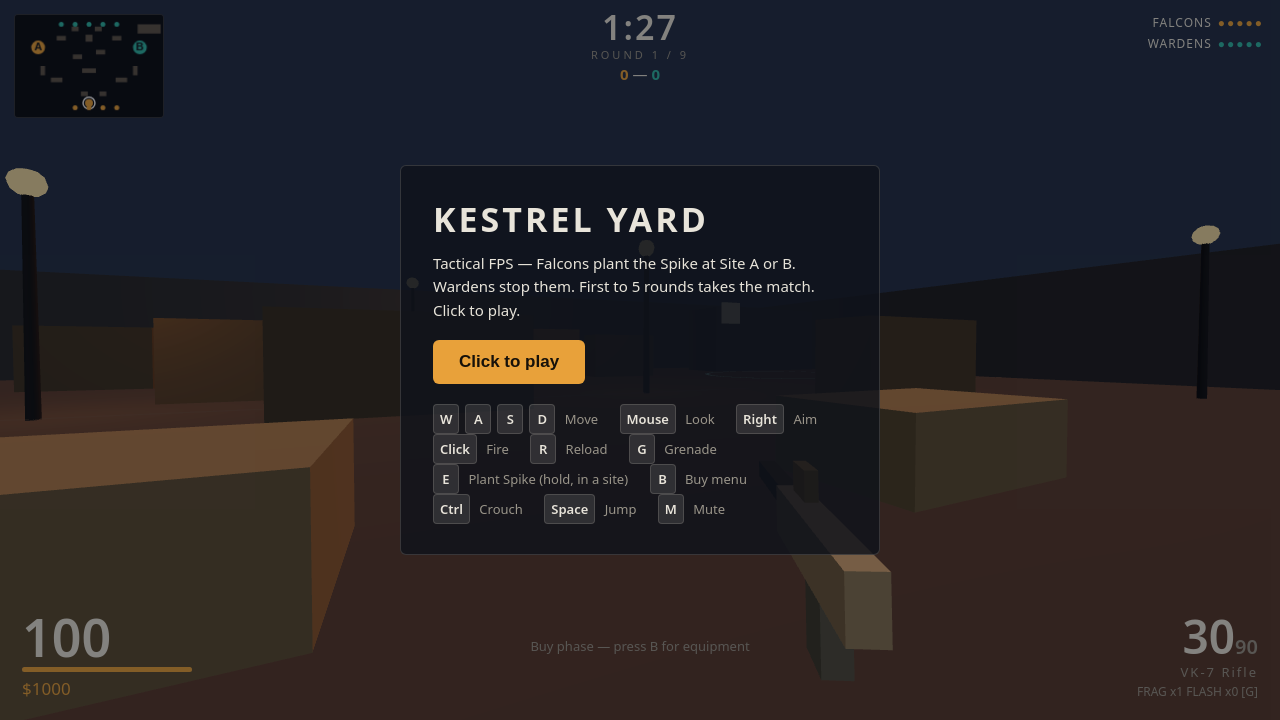 A
B
1:27
ROUND 1 / 9
0 — 0
FALCONS
WARDENS
KESTREL YARD
Tactical FPS — Falcons plant the Spike at Site A or B.
Wardens stop them. First to 5 rounds takes the match.
Click to play.
Click to play
W A S D Move Mouse Look Right Aim
Click Fire R Reload G Grenade
E Plant Spike (hold, in a site) B Buy menu
Ctrl Crouch Space Jump M Mute
100
$1000
Buy phase — press B for equipment
30 90
VK-7 Rifle
FRAG x1 FLASH x0 [G]